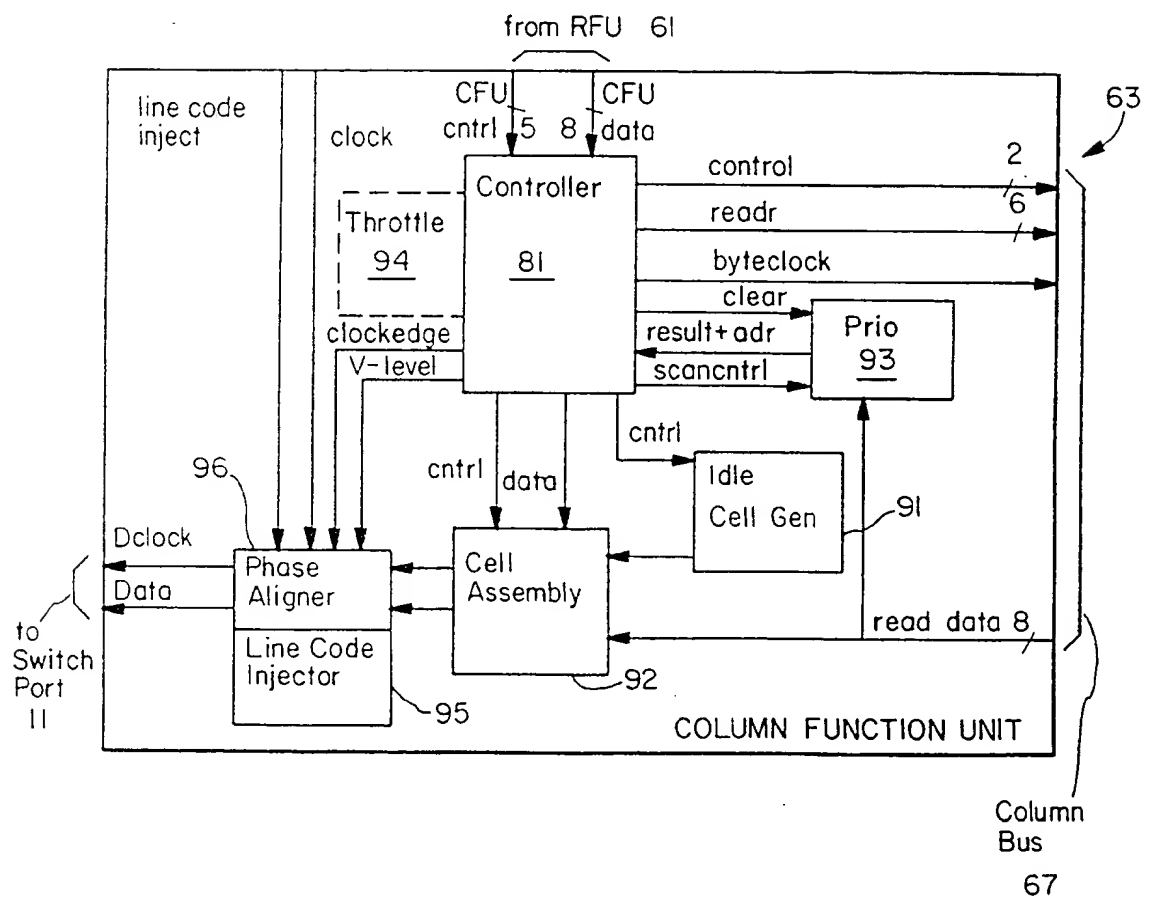 from RFU 61
CFU CFU
cntrl 5 8 data
line code
inject
clock
63
Controller
81
control 2
readr 6
byteclock
clear
result+adr
scancntrl
Throttle
94
clockedge
V-level
Prio
93
cntrl
cntrl data
Idle
Cell Gen
91
96
Dclock
Data
Phase
Aligner
Cell
Assembly
92
read data 8
to
Switch
Port
11
Line Code
Injector
95
COLUMN FUNCTION UNIT
Column
Bus
67